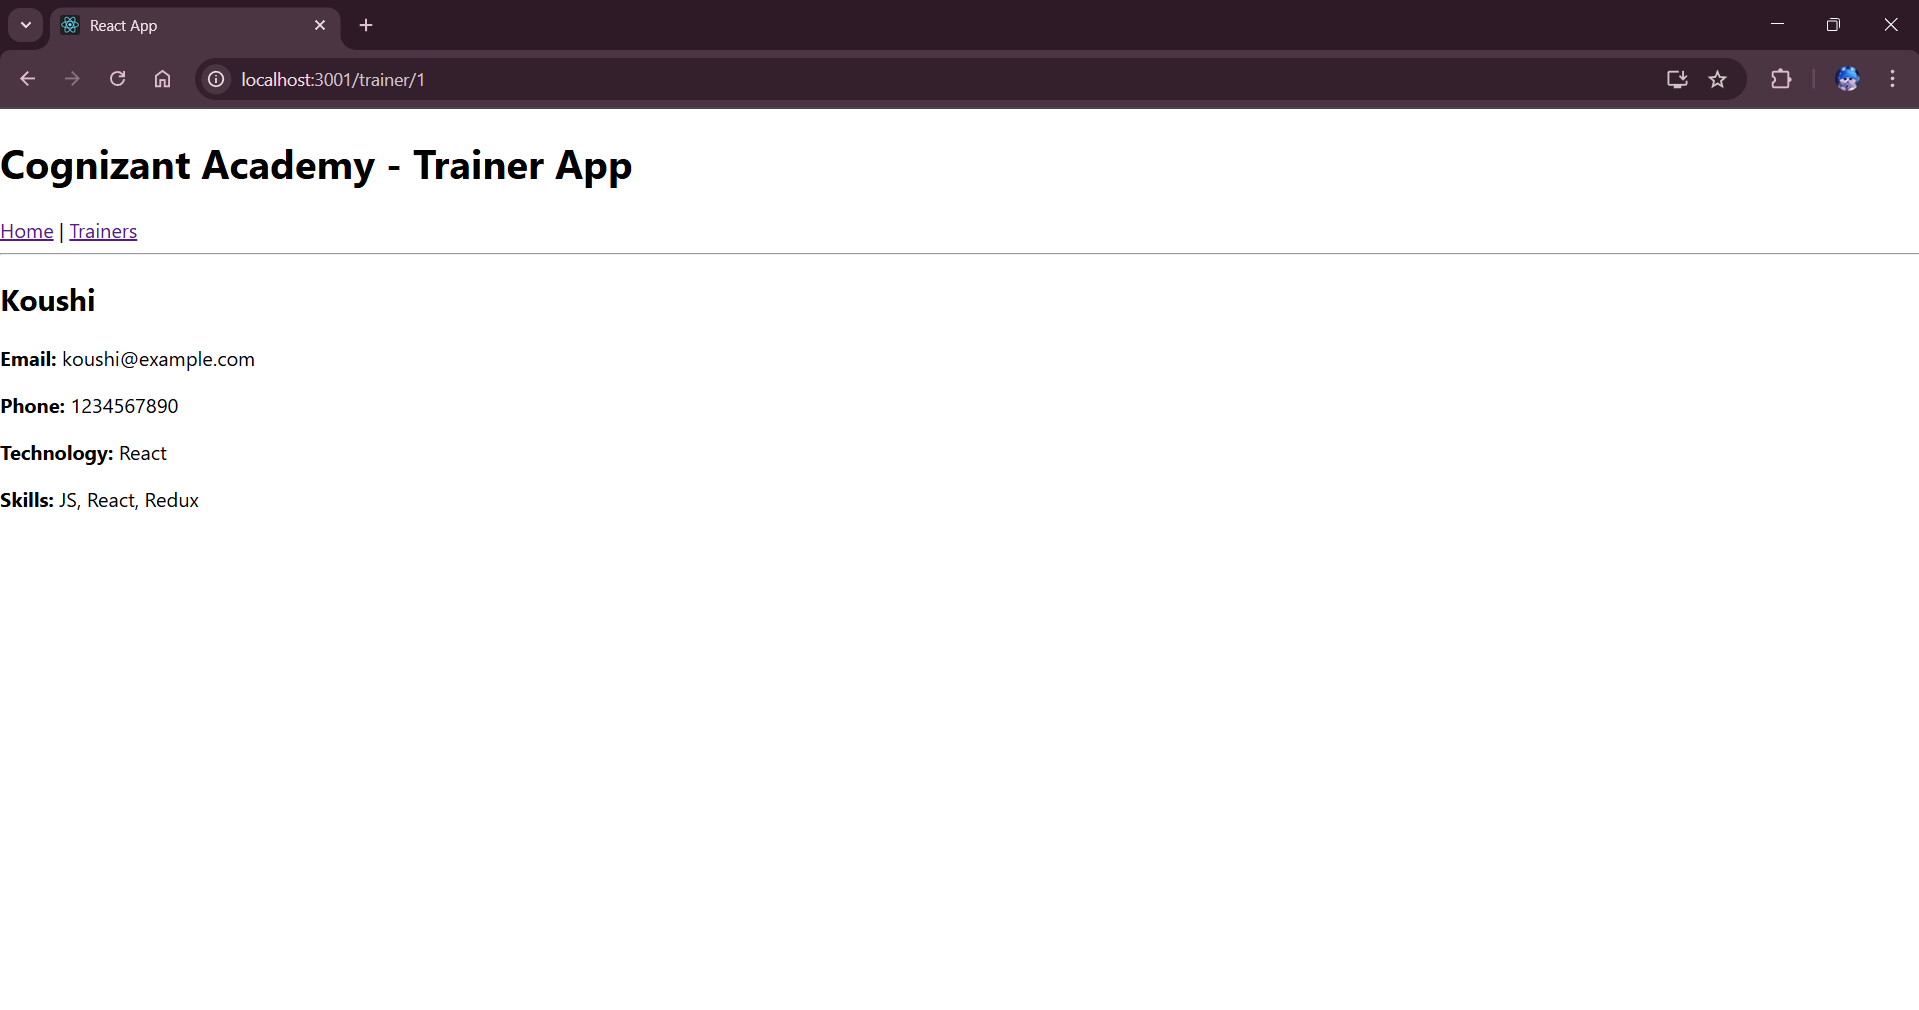 React App
localhost:3001/trainer/1
Cognizant Academy - Trainer App
Home | Trainers
Koushi
Email: koushi@example.com
Phone: 1234567890
Technology: React
Skills: JS, React, Redux